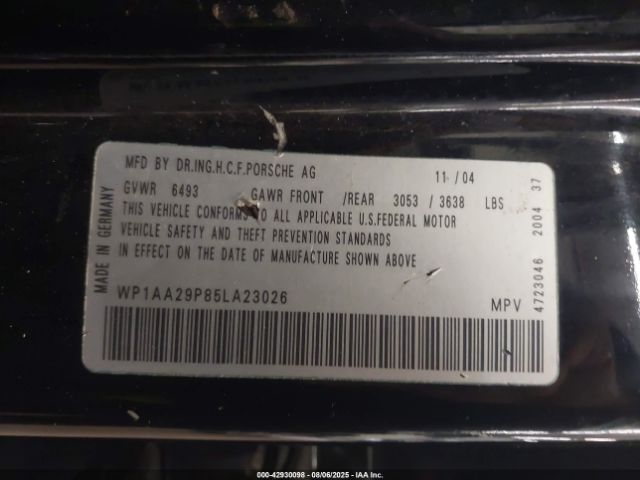 MFD BY DR.ING.H.C.F.PORSCHE AG 11/04
GVWR 6493 GAWR FRONT /REAR 3053 / 3638 LBS
THIS VEHICLE CONFORMS TO ALL APPLICABLE U.S.FEDERAL MOTOR
VEHICLE SAFETY AND THEFT PREVENTION STANDARDS
IN EFFECT ON THE DATE OF MANUFACTURE SHOWN ABOVE
WP1AA29P85LA23026 MPV
MADE IN GERMANY
4723046 2004 37
000-42930098 - 08/06/2025 - IAAI Inc.